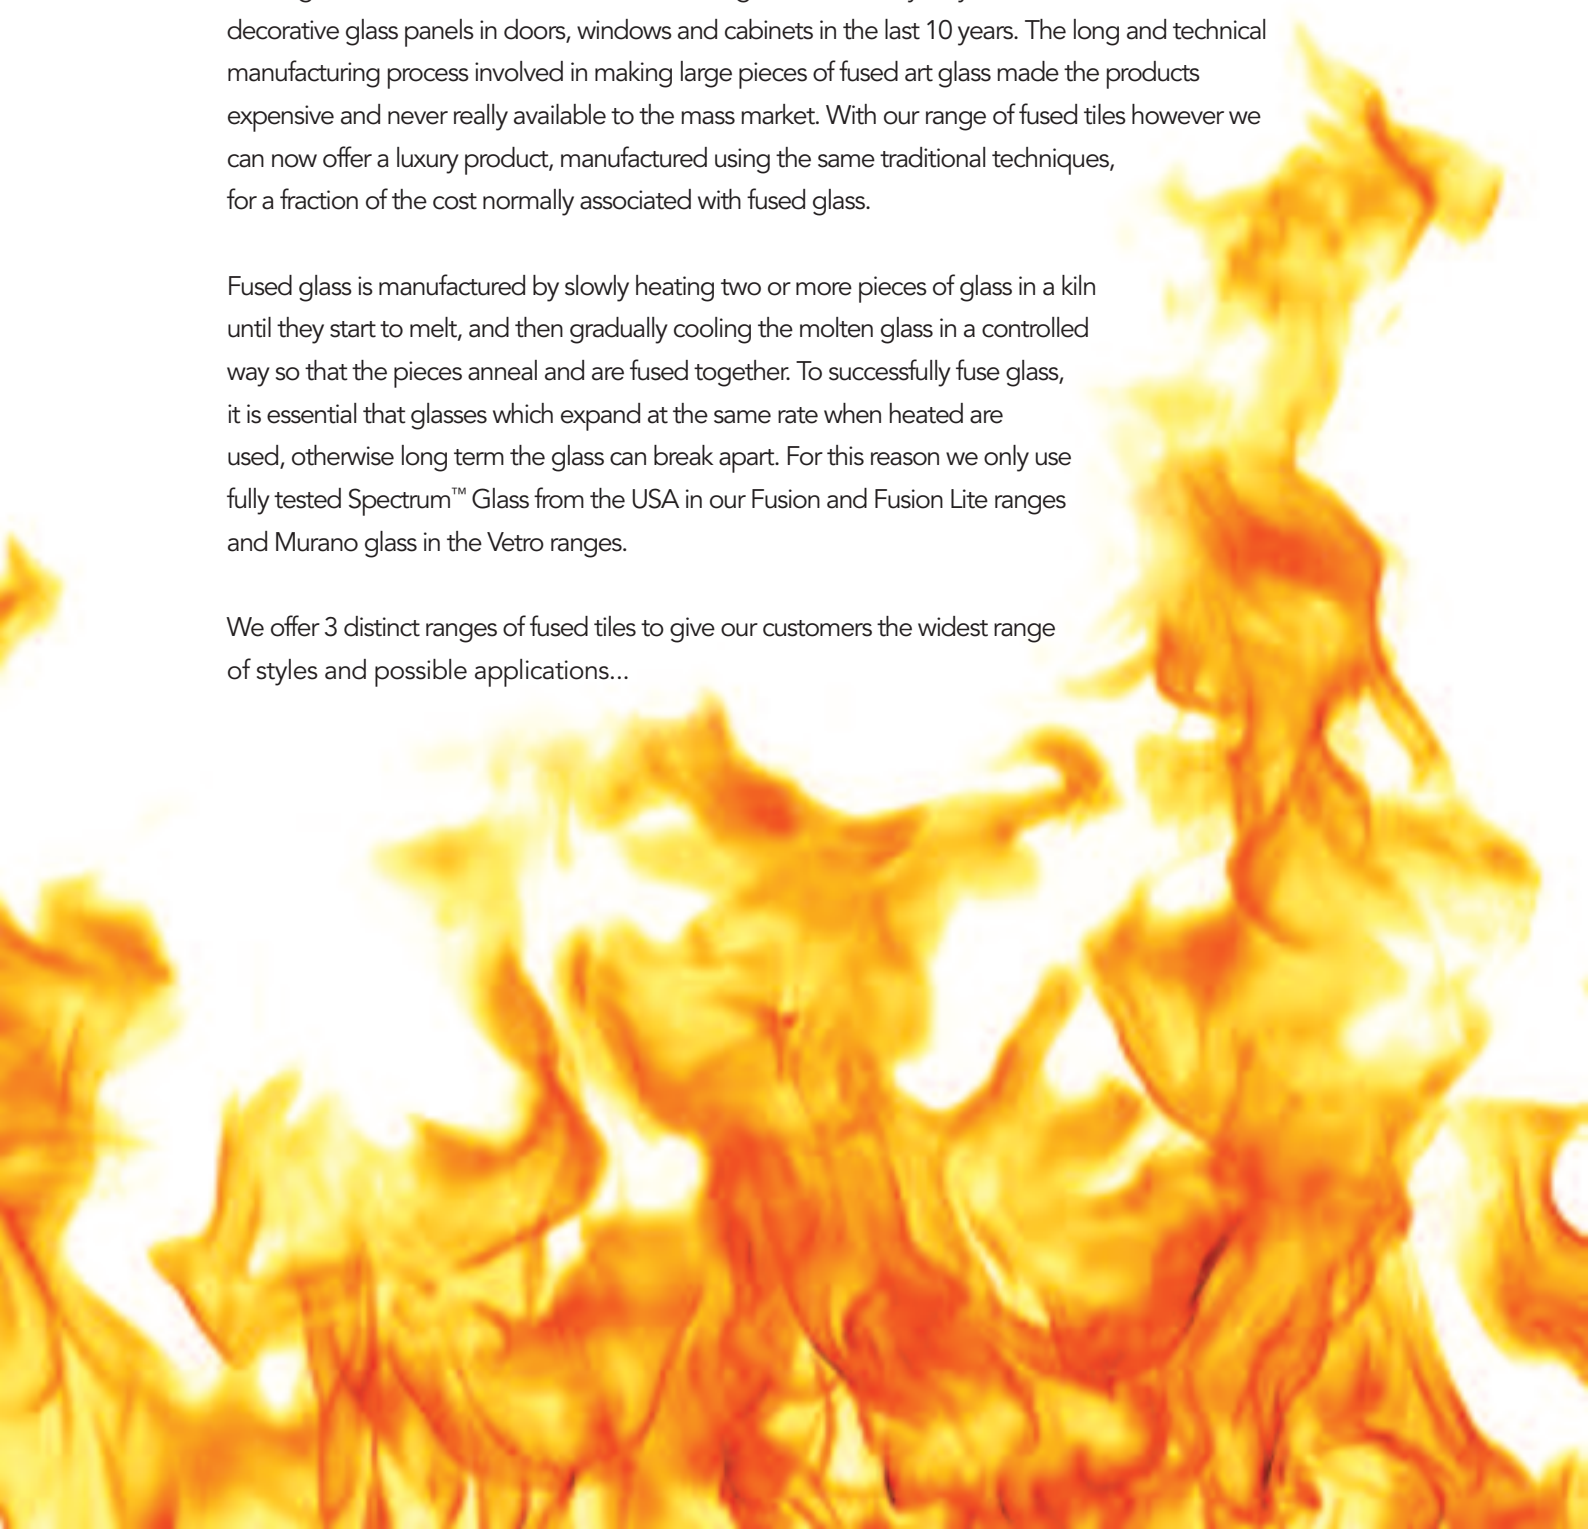 decorative glass panels in doors, windows and cabinets in the last 10 years. The long and technical
manufacturing process involved in making large pieces of fused art glass made the products
expensive and never really available to the mass market. With our range of fused tiles however we
can now offer a luxury product, manufactured using the same traditional techniques,
for a fraction of the cost normally associated with fused glass.
Fused glass is manufactured by slowly heating two or more pieces of glass in a kiln
until they start to melt, and then gradually cooling the molten glass in a controlled
way so that the pieces anneal and are fused together. To successfully fuse glass,
it is essential that glasses which expand at the same rate when heated are
used, otherwise long term the glass can break apart. For this reason we only use
fully tested Spectrum™ Glass from the USA in our Fusion and Fusion Lite ranges
and Murano glass in the Vetro ranges.
We offer 3 distinct ranges of fused tiles to give our customers the widest range
of styles and possible applications...